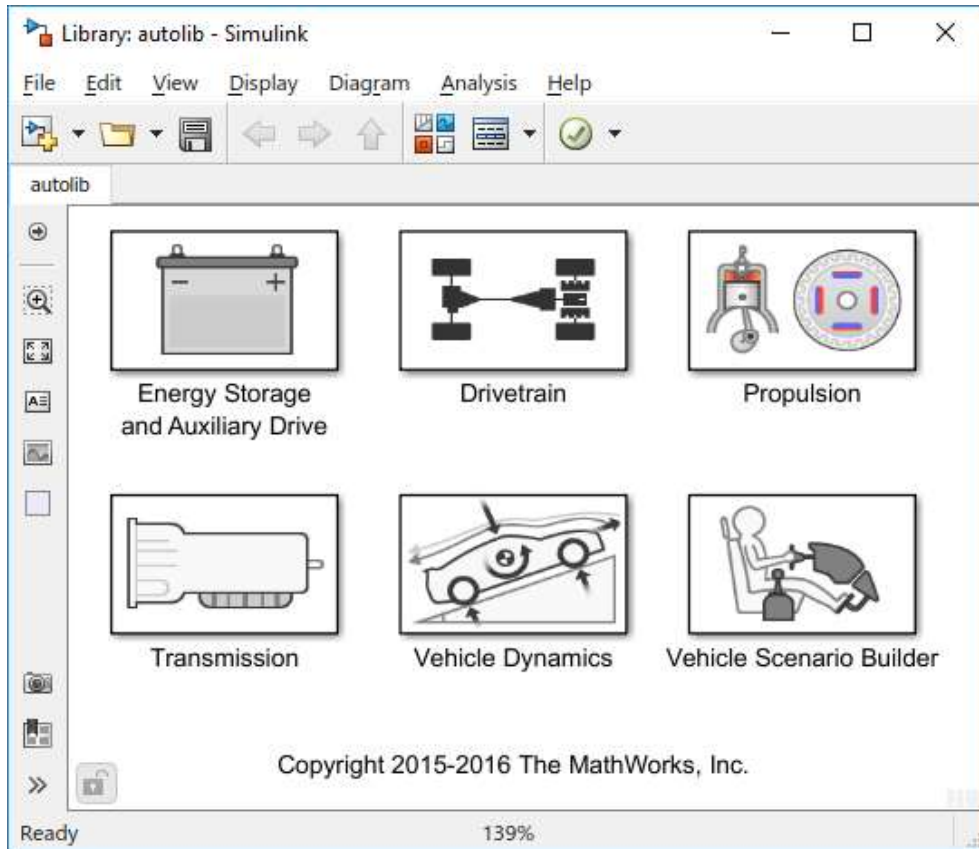 Library: autolib - Simulink
File Edit View Display Diagram Analysis Help
autolib
Energy Storage
and Auxiliary Drive
Drivetrain
Propulsion
Transmission
Vehicle Dynamics
Vehicle Scenario Builder
Copyright 2015-2016 The MathWorks, Inc.
Ready 139%